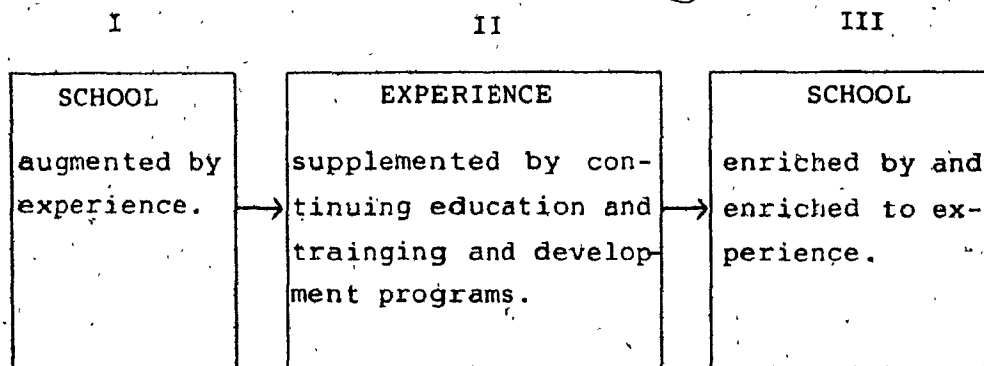 I II III
SCHOOL
augmented by
experience.
EXPERIENCE
supplemented by con-
tinuing education and
trainging and develop-
ment programs.
SCHOOL
enriched by and
enriched to ex-
perience.